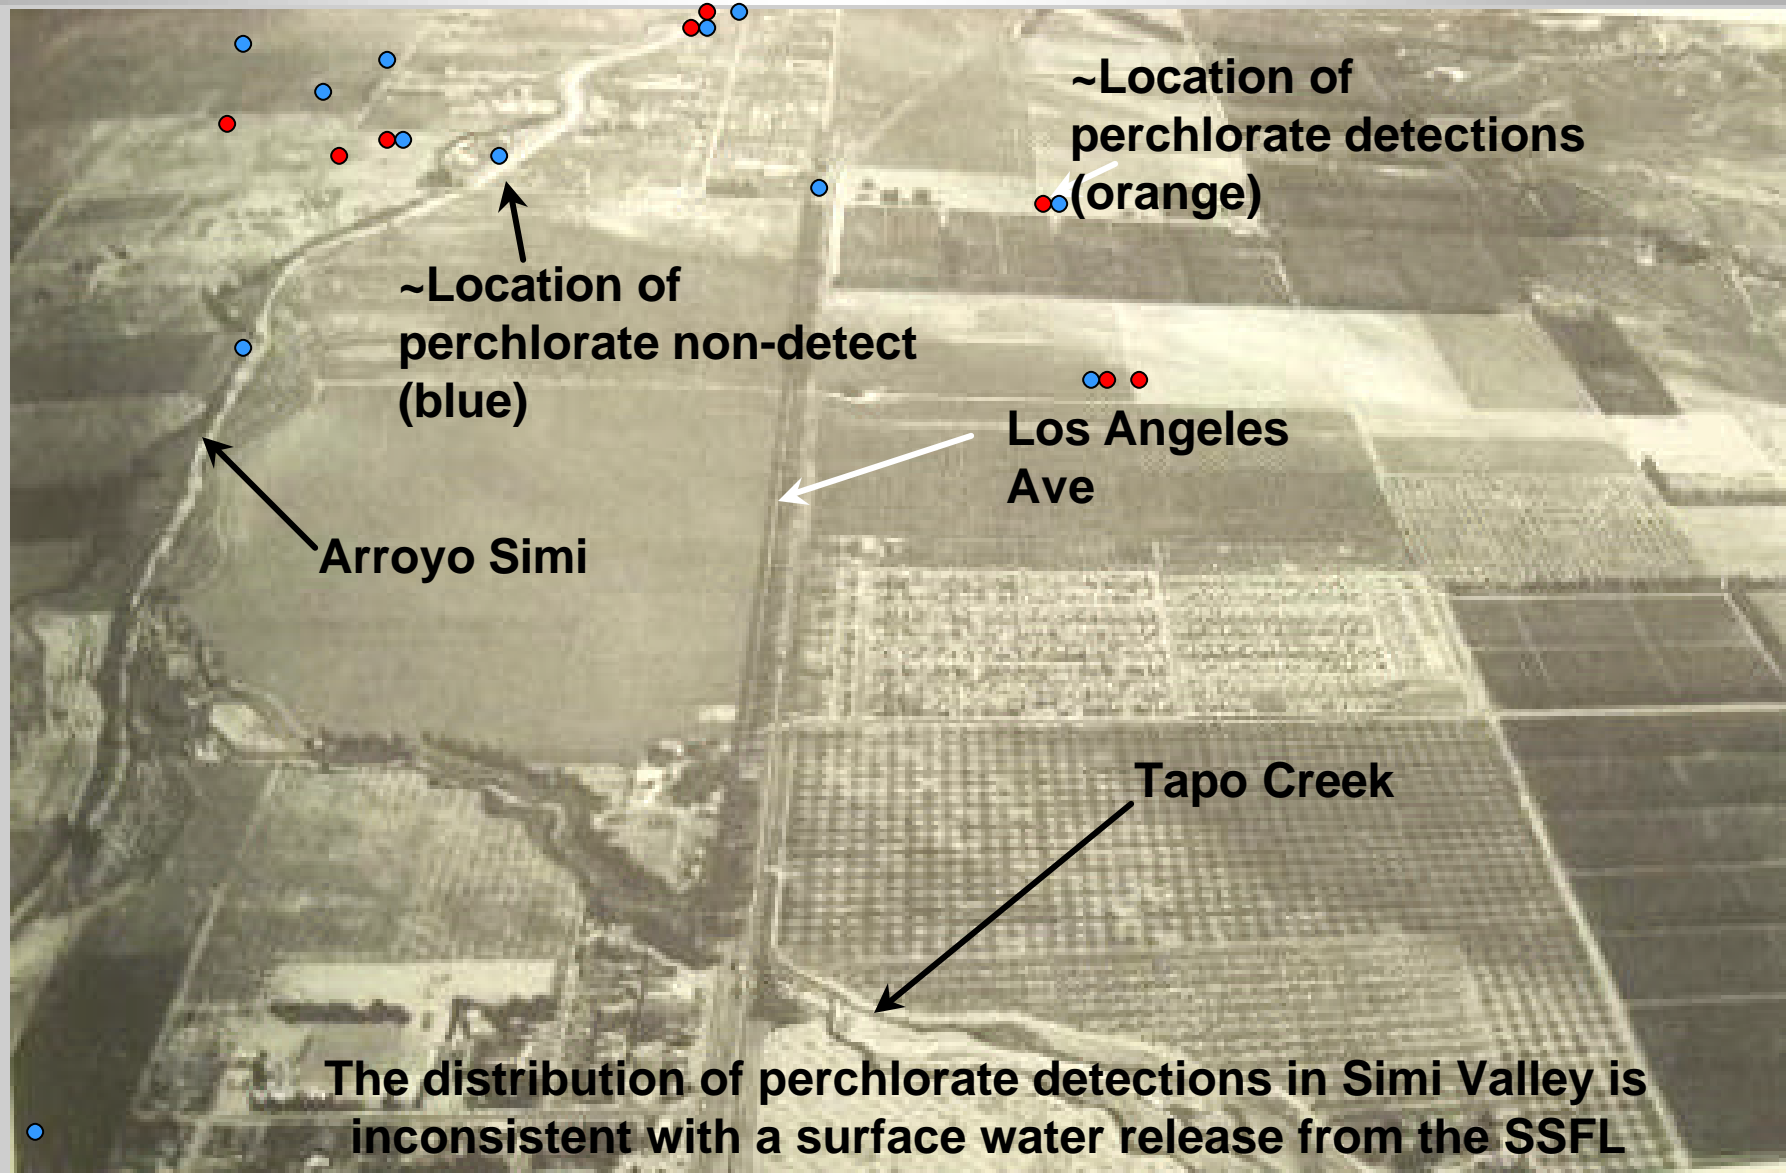 ~Location of
perchlorate detections
(orange)
~Location of
perchlorate non-detect
(blue)
Los Angeles
Ave
Arroyo Simi
Tapo Creek
The distribution of perchlorate detections in Simi Valley is
inconsistent with a surface water release from the SSFL